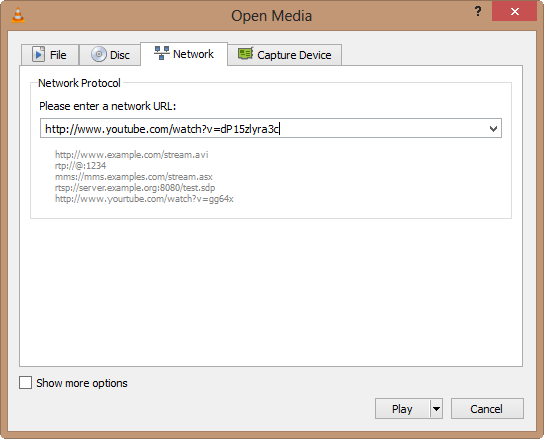 Open Media
?
File Disc Network Capture Device
Network Protocol
Please enter a network URL:
http://www.youtube.com/watch?v=dP15zlyra3c
http://www.example.com/stream.avi
rtp://@:1234
mms://mms.examples.com/stream.asx
rtsp://server.example.org:8080/test.sdp
http://www.yourtube.com/watch?v=gg64x
Show more options
Play Cancel